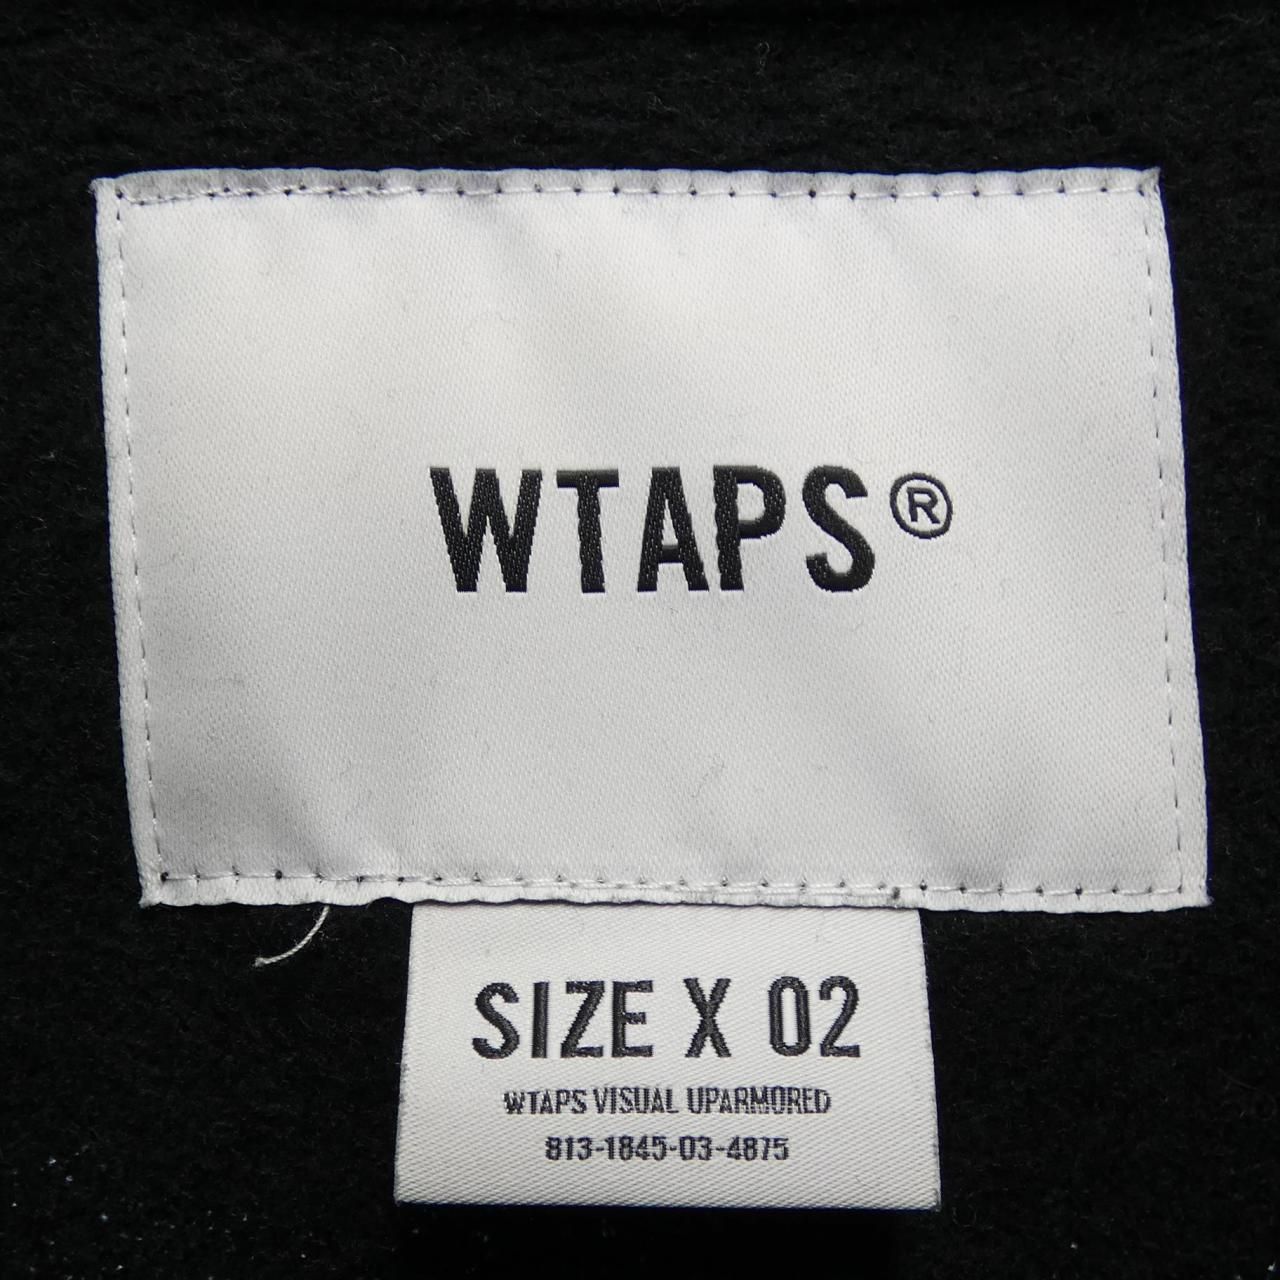 WTAPS®
SIZE X 02
WTAPS VISUAL UPARMORED
813-1845-03-4875